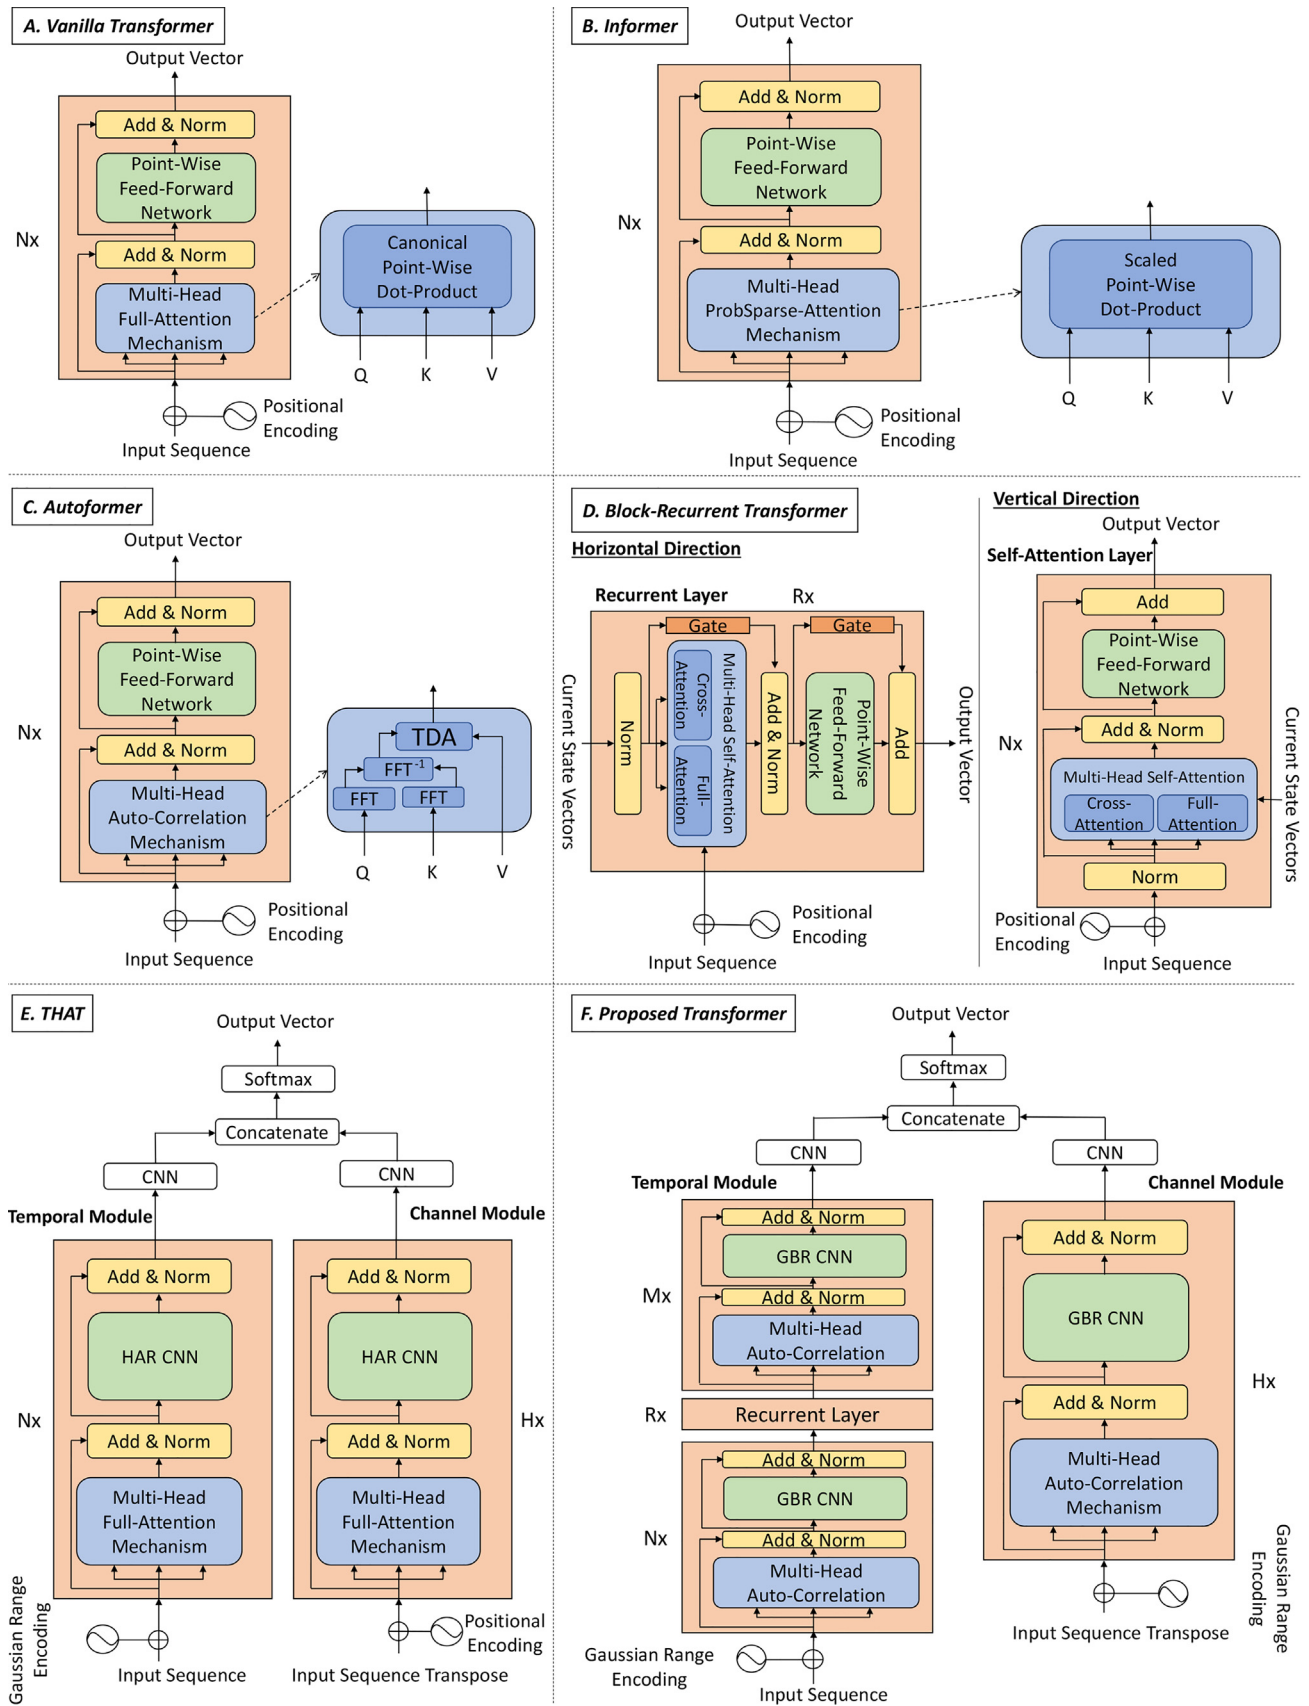 A. Vanilla Transformer
Output Vector
Add & Norm
Point-Wise
Feed-Forward
Network
Nx
Add & Norm
Multi-Head
Full-Attention
Mechanism
Canonical
Point-Wise
Dot-Product
Q K V
Positional
Encoding
Input Sequence
B. Informer
Output Vector
Add & Norm
Point-Wise
Feed-Forward
Network
Nx
Add & Norm
Multi-Head
ProbSparse-Attention
Mechanism
Scaled
Point-Wise
Dot-Product
Q K V
Positional
Encoding
Input Sequence
C. Autoformer
Output Vector
Add & Norm
Point-Wise
Feed-Forward
Network
Nx
Add & Norm
Multi-Head
Auto-Correlation
Mechanism
TDA
FFT-1
FFT FFT
Q K V
Positional
Encoding
Input Sequence
D. Block-Recurrent Transformer
Horizontal Direction
Recurrent Layer
Rx
Gate
Gate
Current State Vectors
Norm
Cross-
Attention
Full-
Attention
Multi-Head Self-Attention
Add & Norm
Point-Wise
Feed-Forward
Network
Add
Output Vector
Positional
Encoding
Input Sequence
Vertical Direction
Output Vector
Self-Attention Layer
Add
Point-Wise
Feed-Forward
Network
Nx
Add & Norm
Multi-Head Self-Attention
Cross-
Attention
Full-
Attention
Norm
Current State Vectors
Positional
Encoding
Input Sequence
E. THAT
Output Vector
Softmax
Concatenate
CNN
CNN
Temporal Module
Channel Module
Add & Norm
HAR CNN
Nx
Add & Norm
Multi-Head
Full-Attention
Mechanism
Gaussian Range
Encoding
Input Sequence
Add & Norm
HAR CNN
Hx
Add & Norm
Multi-Head
Full-Attention
Mechanism
Positional
Encoding
Input Sequence Transpose
F. Proposed Transformer
Output Vector
Softmax
Concatenate
CNN
CNN
Temporal Module
Channel Module
Add & Norm
GBR CNN
Mx
Add & Norm
Multi-Head
Auto-Correlation
Rx
Recurrent Layer
Add & Norm
GBR CNN
Nx
Add & Norm
Multi-Head
Auto-Correlation
Gaussian Range
Encoding
Input Sequence
Add & Norm
GBR CNN
Hx
Add & Norm
Multi-Head
Auto-Correlation
Mechanism
Gaussian Range
Encoding
Input Sequence Transpose